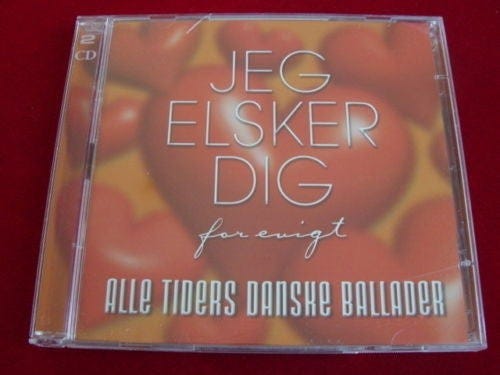 2
CD
JEG
ELSKER
DIG
for evigt
ALLE TIDERS DANSKE BALLADER